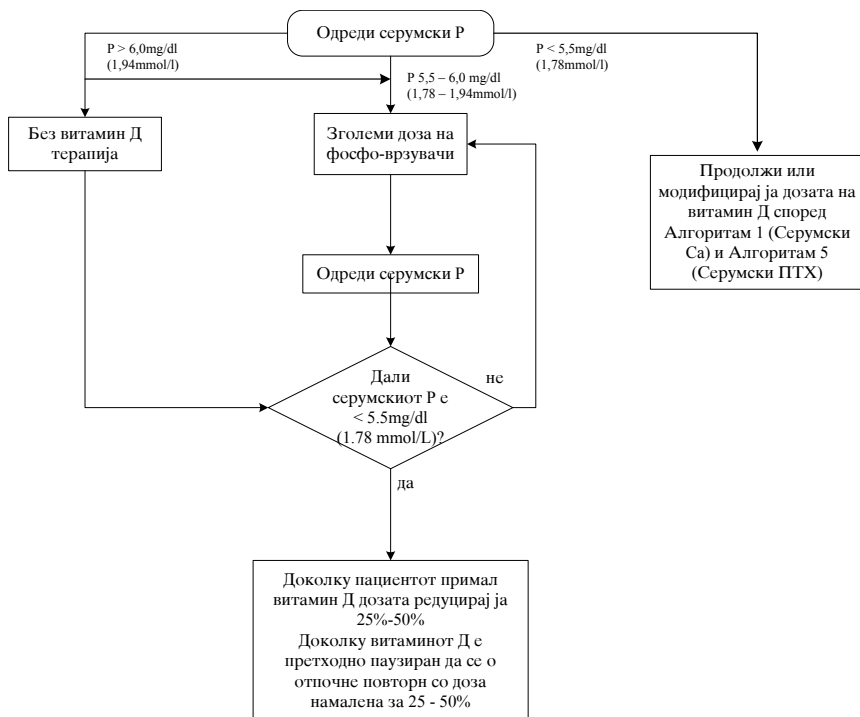 Одреди серумски Р
P > 6,0mg/dl
(1,94mmol/l)
P < 5,5mg/dl
(1,78mmol/l)
P 5,5 – 6,0 mg/dl
(1,78 – 1,94mmol/l)
Без витамин Д
терапија
Зголеми доза на
фосфо-врзувачи
Продолжи или
модифицирај ја дозата на
витамин Д според
Алгоритам 1 (Серумски
Са) и Алгоритам 5
(Серумски ПТХ)
Одреди серумски Р
Дали
серумскиот Р е
< 5.5mg/dl
(1.78 mmol/L)?
не
да
Доколку пациентот примал
витамин Д дозата редуцирај ја
25%-50%
Доколку витаминот Д е
претходно паузиран да се о
отпочне повторн со доза
намалена за 25 - 50%